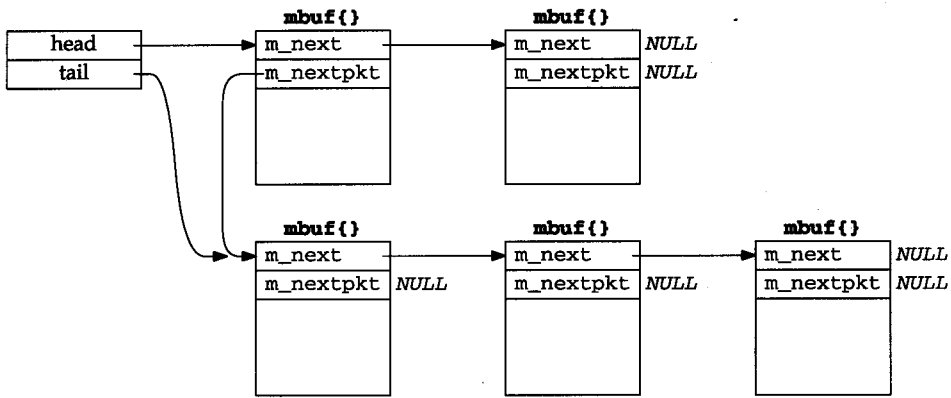 mbuf{} mbuf{}
head m_next m_next NULL
tail m_nextpkt m_nextpkt NULL
mbuf{} mbuf{} mbuf{}
m_next m_next m_next NULL
m_nextpkt NULL m_nextpkt NULL m_nextpkt NULL